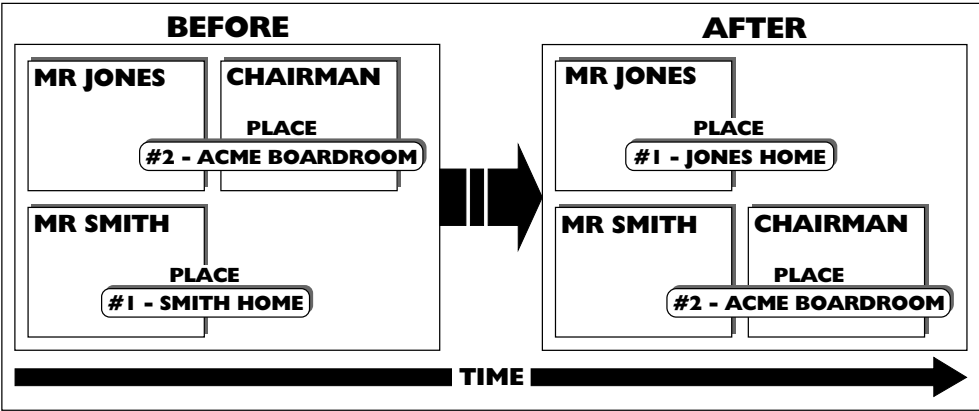 BEFORE
MR JONES
CHAIRMAN
PLACE
#2 - ACME BOARDROOM
MR SMITH
PLACE
#1 - SMITH HOME
AFTER
MR JONES
PLACE
#1 - JONES HOME
MR SMITH
CHAIRMAN
PLACE
#2 - ACME BOARDROOM
TIME